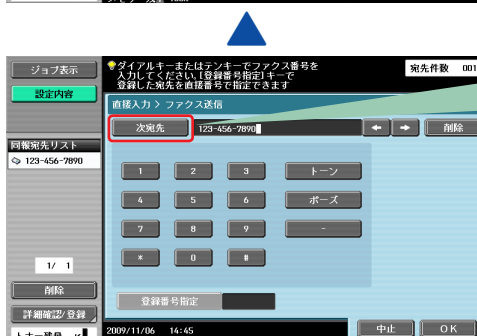 ジョブ表示
設定内容
ダイアルキーまたはテンキーでファクス番号を
入力してください。[登録番号指定]キーで
登録した宛先を直接番号で指定できます
宛先件数 001
直接入力 > ファクス送信
次宛先 123-456-7890 ← → 削除
同報宛先リスト
123-456-7890
1 2 3 トーン
4 5 6 ポーズ
7 8 9 -
* 0 #
1/ 1
削除
登録番号指定
詳細確認/登録
2009/11/06 14:45
中止 OK